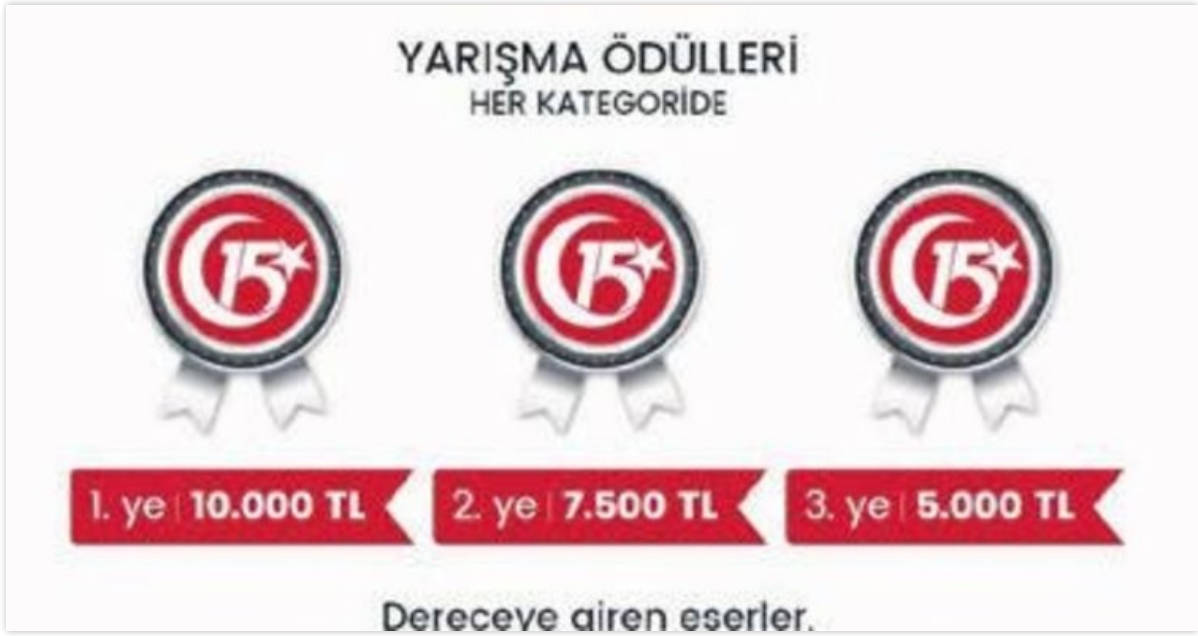 YARIŞMA ÖDÜLLERİ
HER KATEGORİDE
15 15 15
1. ye | 10.000 TL 2. ye | 7.500 TL 3. ye | 5.000 TL
Dereceye giren eserler,